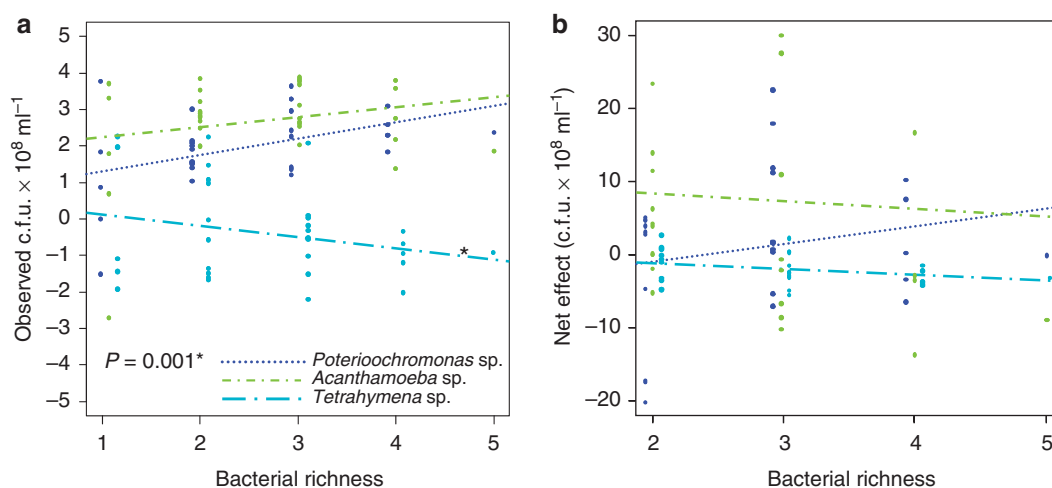 a
Observed c.f.u. × 10⁸ ml⁻¹
5
4
3
2
1
0
−1
−2
−3
−4
−5
*
P = 0.001*
Poterioochromonas sp.
Acanthamoeba sp.
Tetrahymena sp.
1 2 3 4 5
Bacterial richness
b
Net effect (c.f.u. × 10⁸ ml⁻¹)
30
20
10
0
−10
−20
2 3 4 5
Bacterial richness